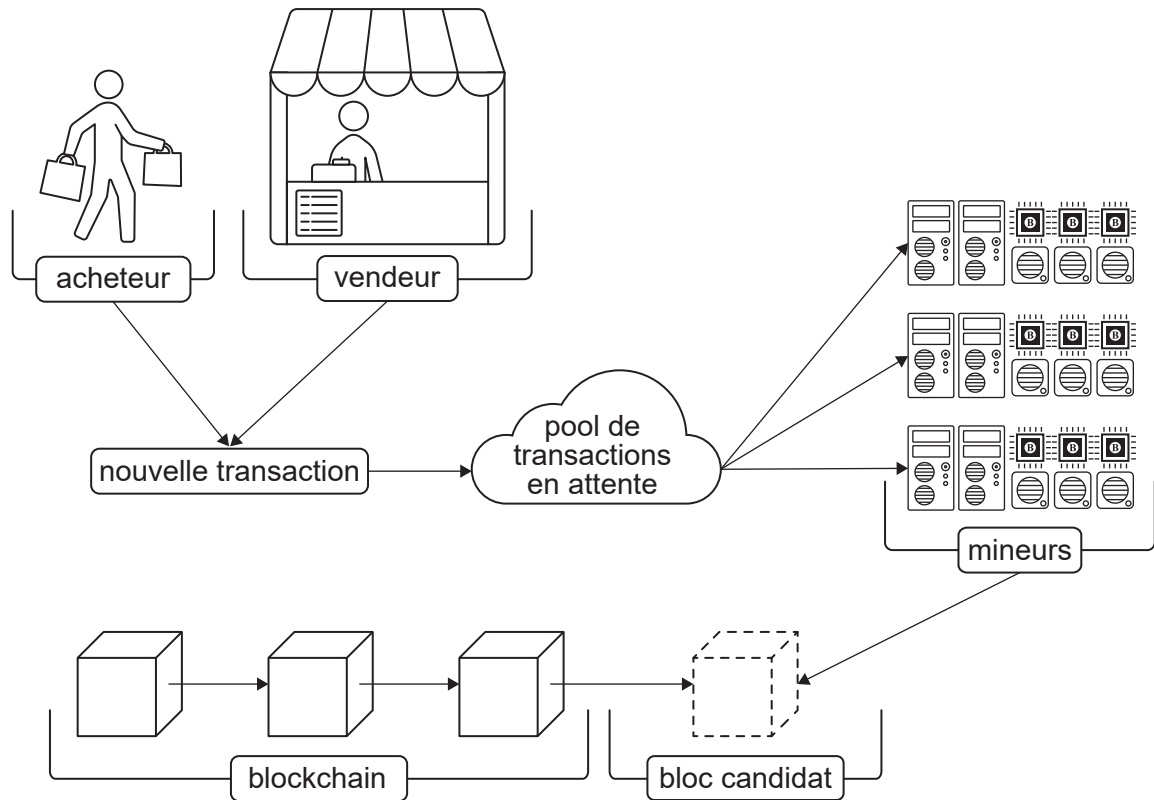 acheteur
vendeur
nouvelle transaction
pool de
transactions
en attente
B B B
B B B
B B B
mineurs
blockchain
bloc candidat